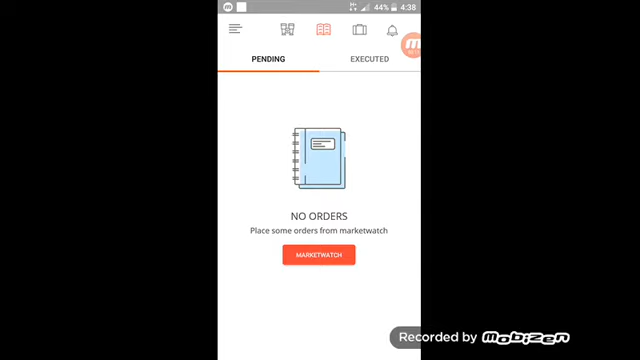 44% 4:38
PENDING EXECUTED
NO ORDERS
Place some orders from marketwatch
MARKETWATCH
Recorded by mobizen